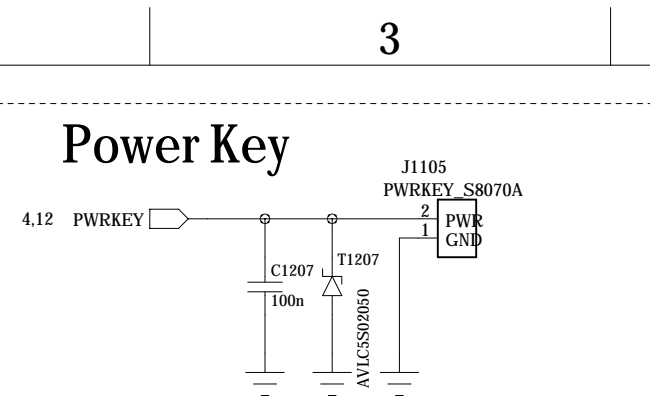 3
Power Key
J1105
PWRKEY_S8070A
4,12 PWRKEY
2 PWR
1 GND
C1207
100n
T1207
AVLC5S02050